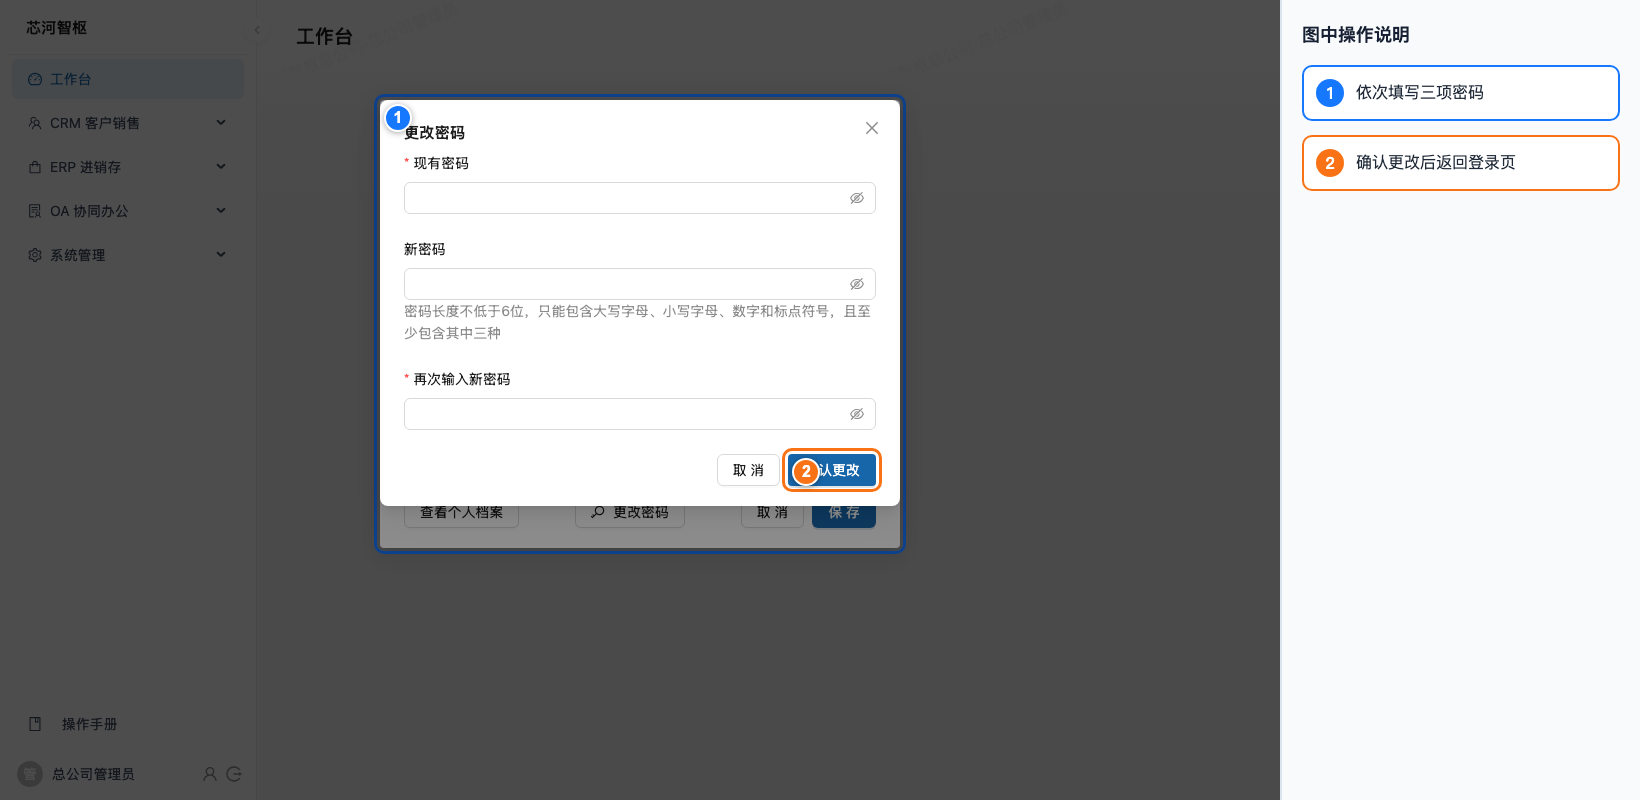 芯河智枢
工作台
CRM 客户销售
ERP 进销存
OA 协同办公
系统管理
操作手册
管
总公司管理员
工作台
1
更改密码
* 现有密码
新密码
密码长度不低于6位，只能包含大写字母、小写字母、数字和标点符号，且至
少包含其中三种
* 再次输入新密码
取 消
2
认更改
查看个人档案
更改密码
取 消
保 存
图中操作说明
1 依次填写三项密码
2 确认更改后返回登录页